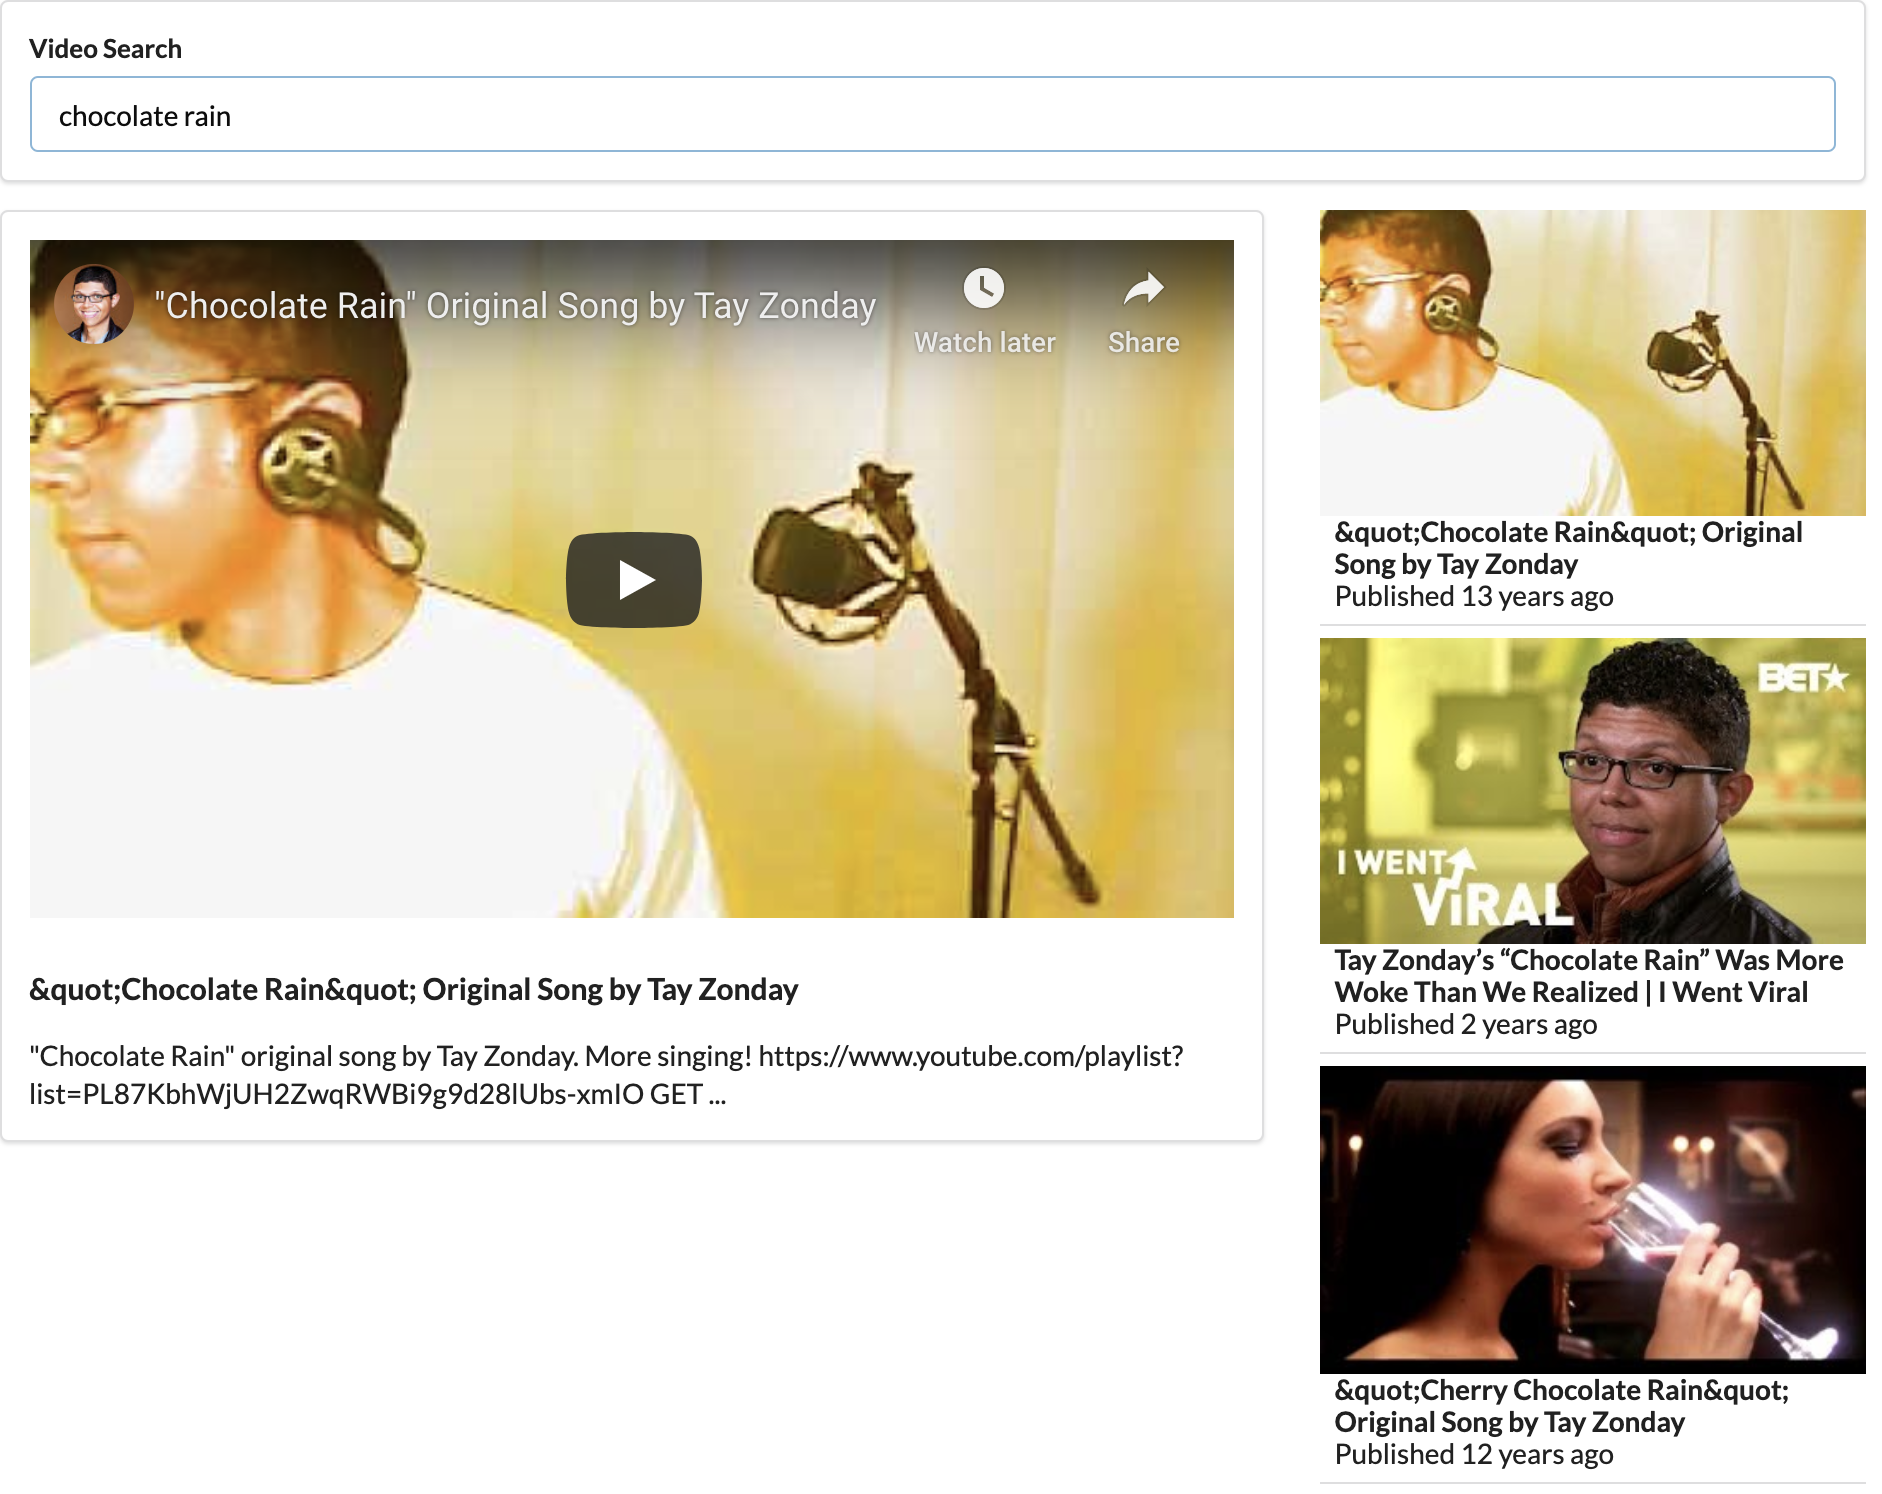 Video Search
chocolate rain
"Chocolate Rain" Original Song by Tay Zonday
Watch later
Share
&quot;Chocolate Rain&quot; Original Song by Tay Zonday
"Chocolate Rain" original song by Tay Zonday. More singing! https://www.youtube.com/playlist?
list=PL87KbhWjUH2ZwqRWBi9g9d28lUbs-xmIO GET ...
&quot;Chocolate Rain&quot; Original
Song by Tay Zonday
Published 13 years ago
BET
I WENT
ViRAL
Tay Zonday’s “Chocolate Rain” Was More
Woke Than We Realized | I Went Viral
Published 2 years ago
&quot;Cherry Chocolate Rain&quot;
Original Song by Tay Zonday
Published 12 years ago